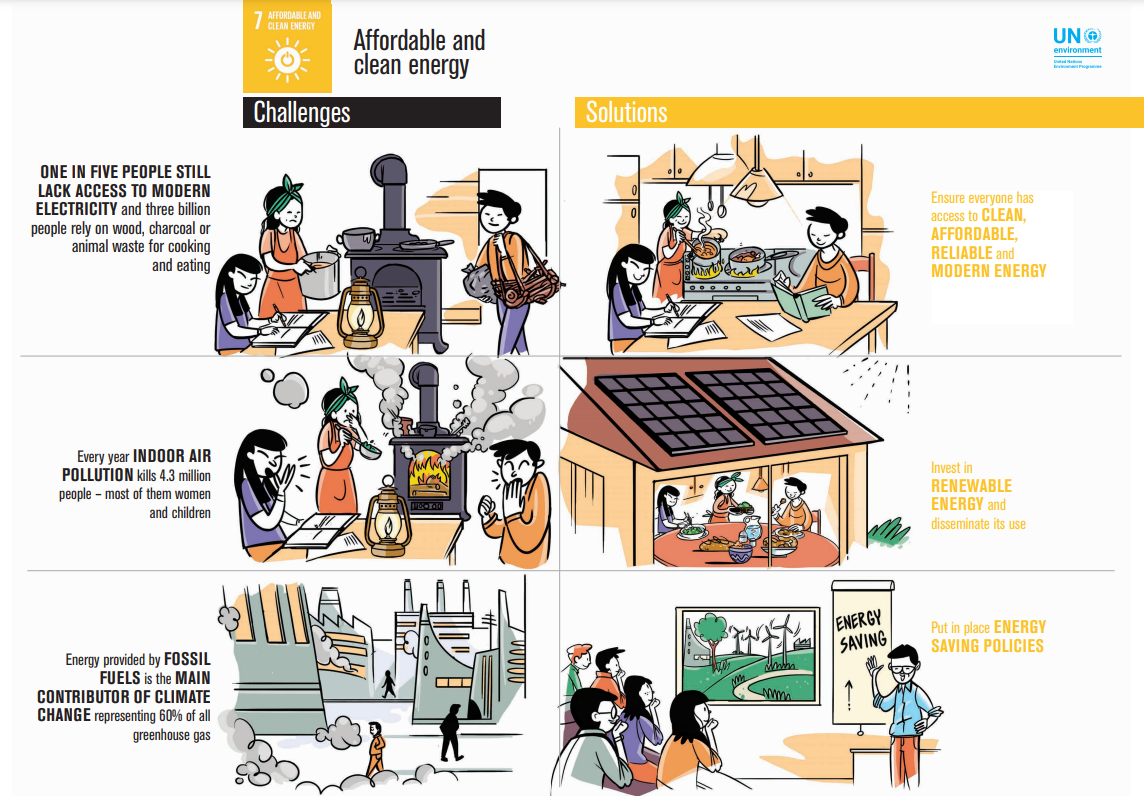 7 AFFORDABLE AND
CLEAN ENERGY
Affordable and
clean energy
UN
environment
United Nations
Environment Programme
Challenges
Solutions
ONE IN FIVE PEOPLE STILL
LACK ACCESS TO MODERN
ELECTRICITY and three billion
people rely on wood, charcoal or
animal waste for cooking
and eating
Ensure everyone has
access to CLEAN,
AFFORDABLE,
RELIABLE and
MODERN ENERGY
Every year INDOOR AIR
POLLUTION kills 4.3 million
people – most of them women
and children
Invest in
RENEWABLE
ENERGY and
disseminate its use
Energy provided by FOSSIL
FUELS is the MAIN
CONTRIBUTOR OF CLIMATE
CHANGE representing 60% of all
greenhouse gas
ENERGY
SAVING
Put in place ENERGY
SAVING POLICIES